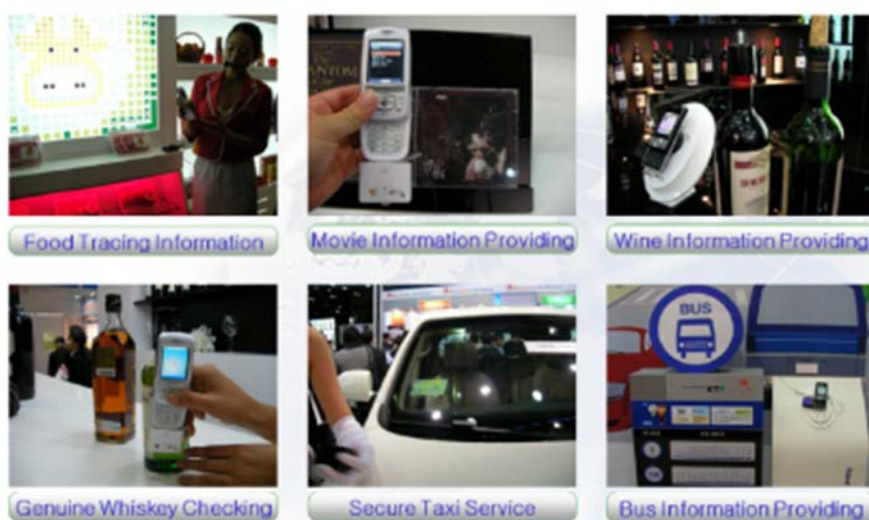 Food Tracing Information
Movie Information Providing
Wine Information Providing
BUS
Genuine Whiskey Checking
Secure Taxi Service
Bus Information Providing